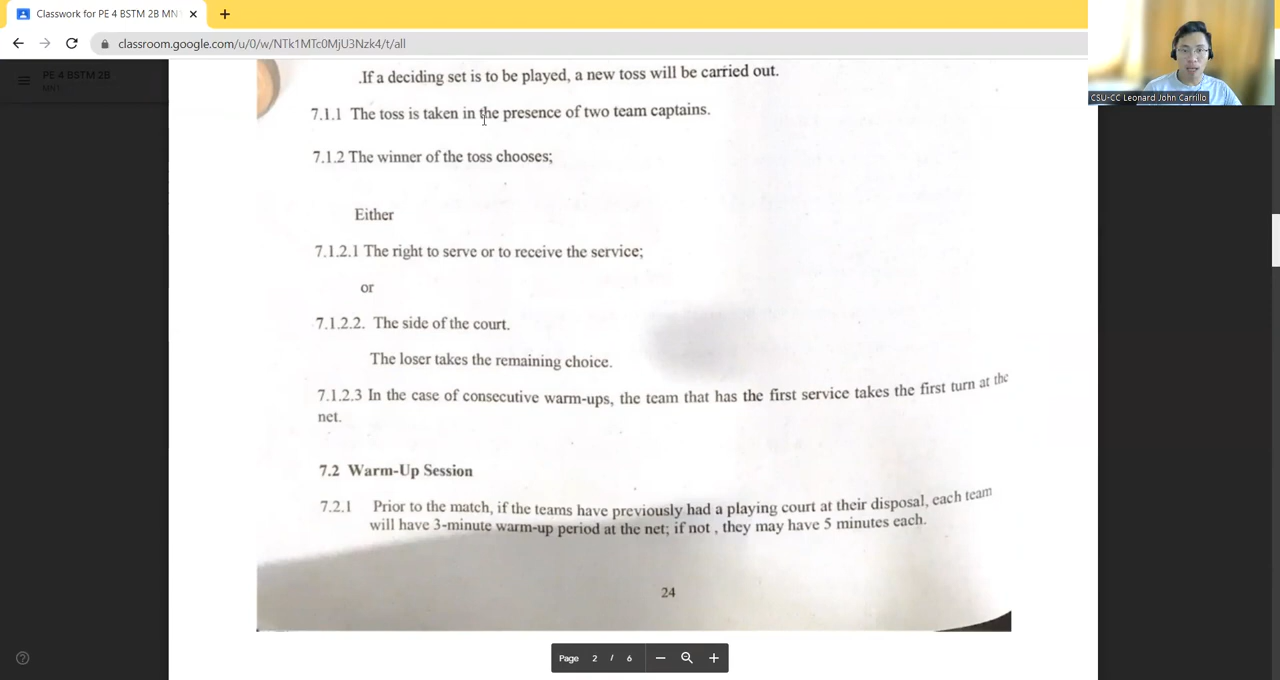 Classwork for PE 4 BSTM 2B MN
classroom.google.com/u/0/w/NTk1MTc0MjU3Nzk4/t/all
PE 4 BSTM 2B
MN1
CSU-CC Leonard John Carrillo
.If a deciding set is to be played, a new toss will be carried out.
7.1.1 The toss is taken in the presence of two team captains.
7.1.2 The winner of the toss chooses;
Either
7.1.2.1 The right to serve or to receive the service;
or
7.1.2.2. The side of the court.
The loser takes the remaining choice.
7.1.2.3 In the case of consecutive warm-ups, the team that has the first service takes the first turn at the
net.
7.2 Warm-Up Session
7.2.1 Prior to the match, if the teams have previously had a playing court at their disposal, each team
will have 3-minute warm-up period at the net; if not , they may have 5 minutes each.
24
Page 2 / 6